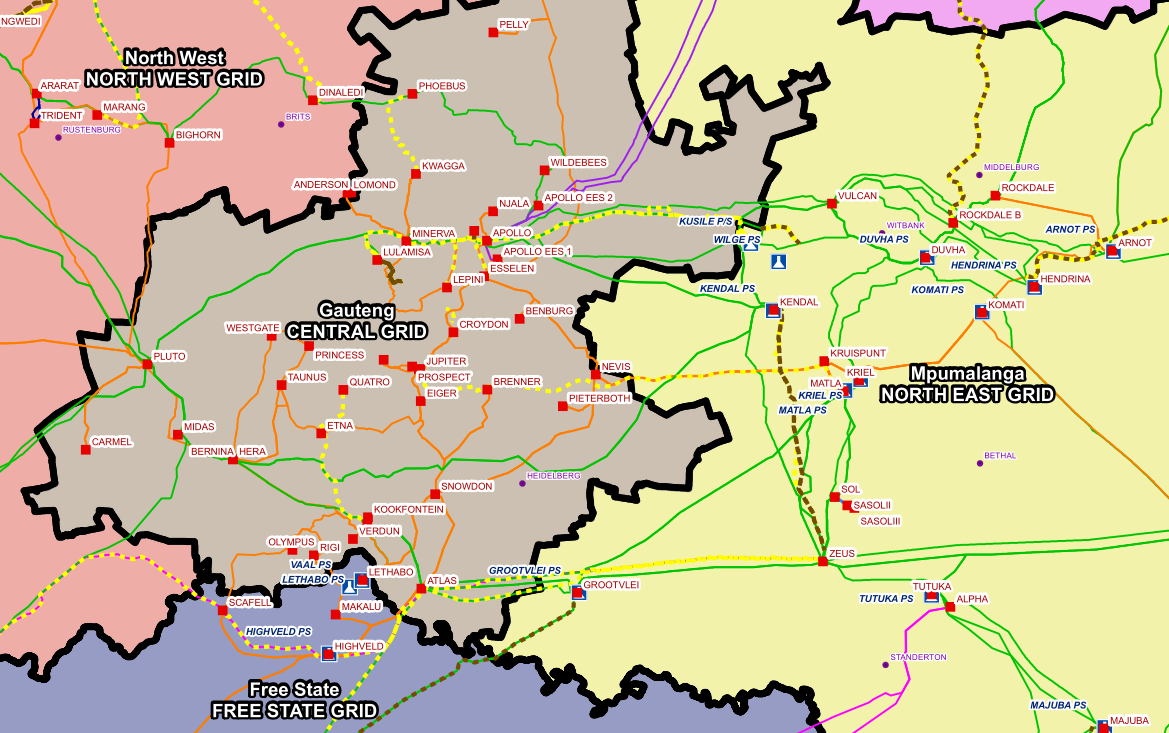 NGWEDI
PELLY
North West
NORTH WEST GRID
ARARAT
DINALEDI
PHOEBUS
MARANG
TRIDENT
BRITS
RUSTENBURG
BIGHORN
KWAGGA
WILDEBEES
MIDDELBURG
ANDERSON
LOMOND
ROCKDALE
NJALA
APOLLO EES 2
VULCAN
ROCKDALE B
KUSILE P/S
WITBANK
ARNOT PS
MINERVA
APOLLO
WILGE PS
DUVHA PS
ARNOT
LULAMISA
APOLLO EES 1
DUVHA
HENDRINA PS
ESSELEN
LEPINI
HENDRINA
KENDAL PS
KOMATI PS
KENDAL
KOMATI
Gauteng
CENTRAL GRID
BENBURG
WESTGATE
CROYDON
PRINCESS
KRUISPUNT
PLUTO
JUPITER
NEVIS
KRIEL
Mpumalanga
NORTH EAST GRID
TAUNUS
QUATRO
PROSPECT
BRENNER
MATLA
EIGER
KRIEL PS
PIETERBOTH
MATLA PS
MIDAS
ETNA
CARMEL
BERNINA
HERA
BETHAL
HEIDELBERG
SNOWDON
SOL
SASOLII
KOOKFONTEIN
SASOLIII
VERDUN
OLYMPUS
RIGI
ZEUS
VAAL PS
GROOTVLEI PS
LETHABO
LETHABO PS
ATLAS
GROOTVLEI
TUTUKA
TUTUKA PS
ALPHA
SCAFELL
MAKALU
HIGHVELD PS
HIGHVELD
STANDERTON
Free State
FREE STATE GRID
MAJUBA PS
MAJUBA